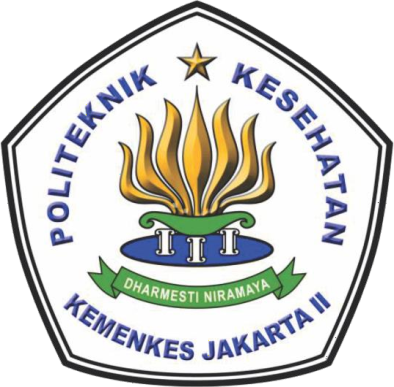 POLITEKNIK KESEHATAN
DHARMESTI NIRAMAYA
KEMENKES JAKARTA II